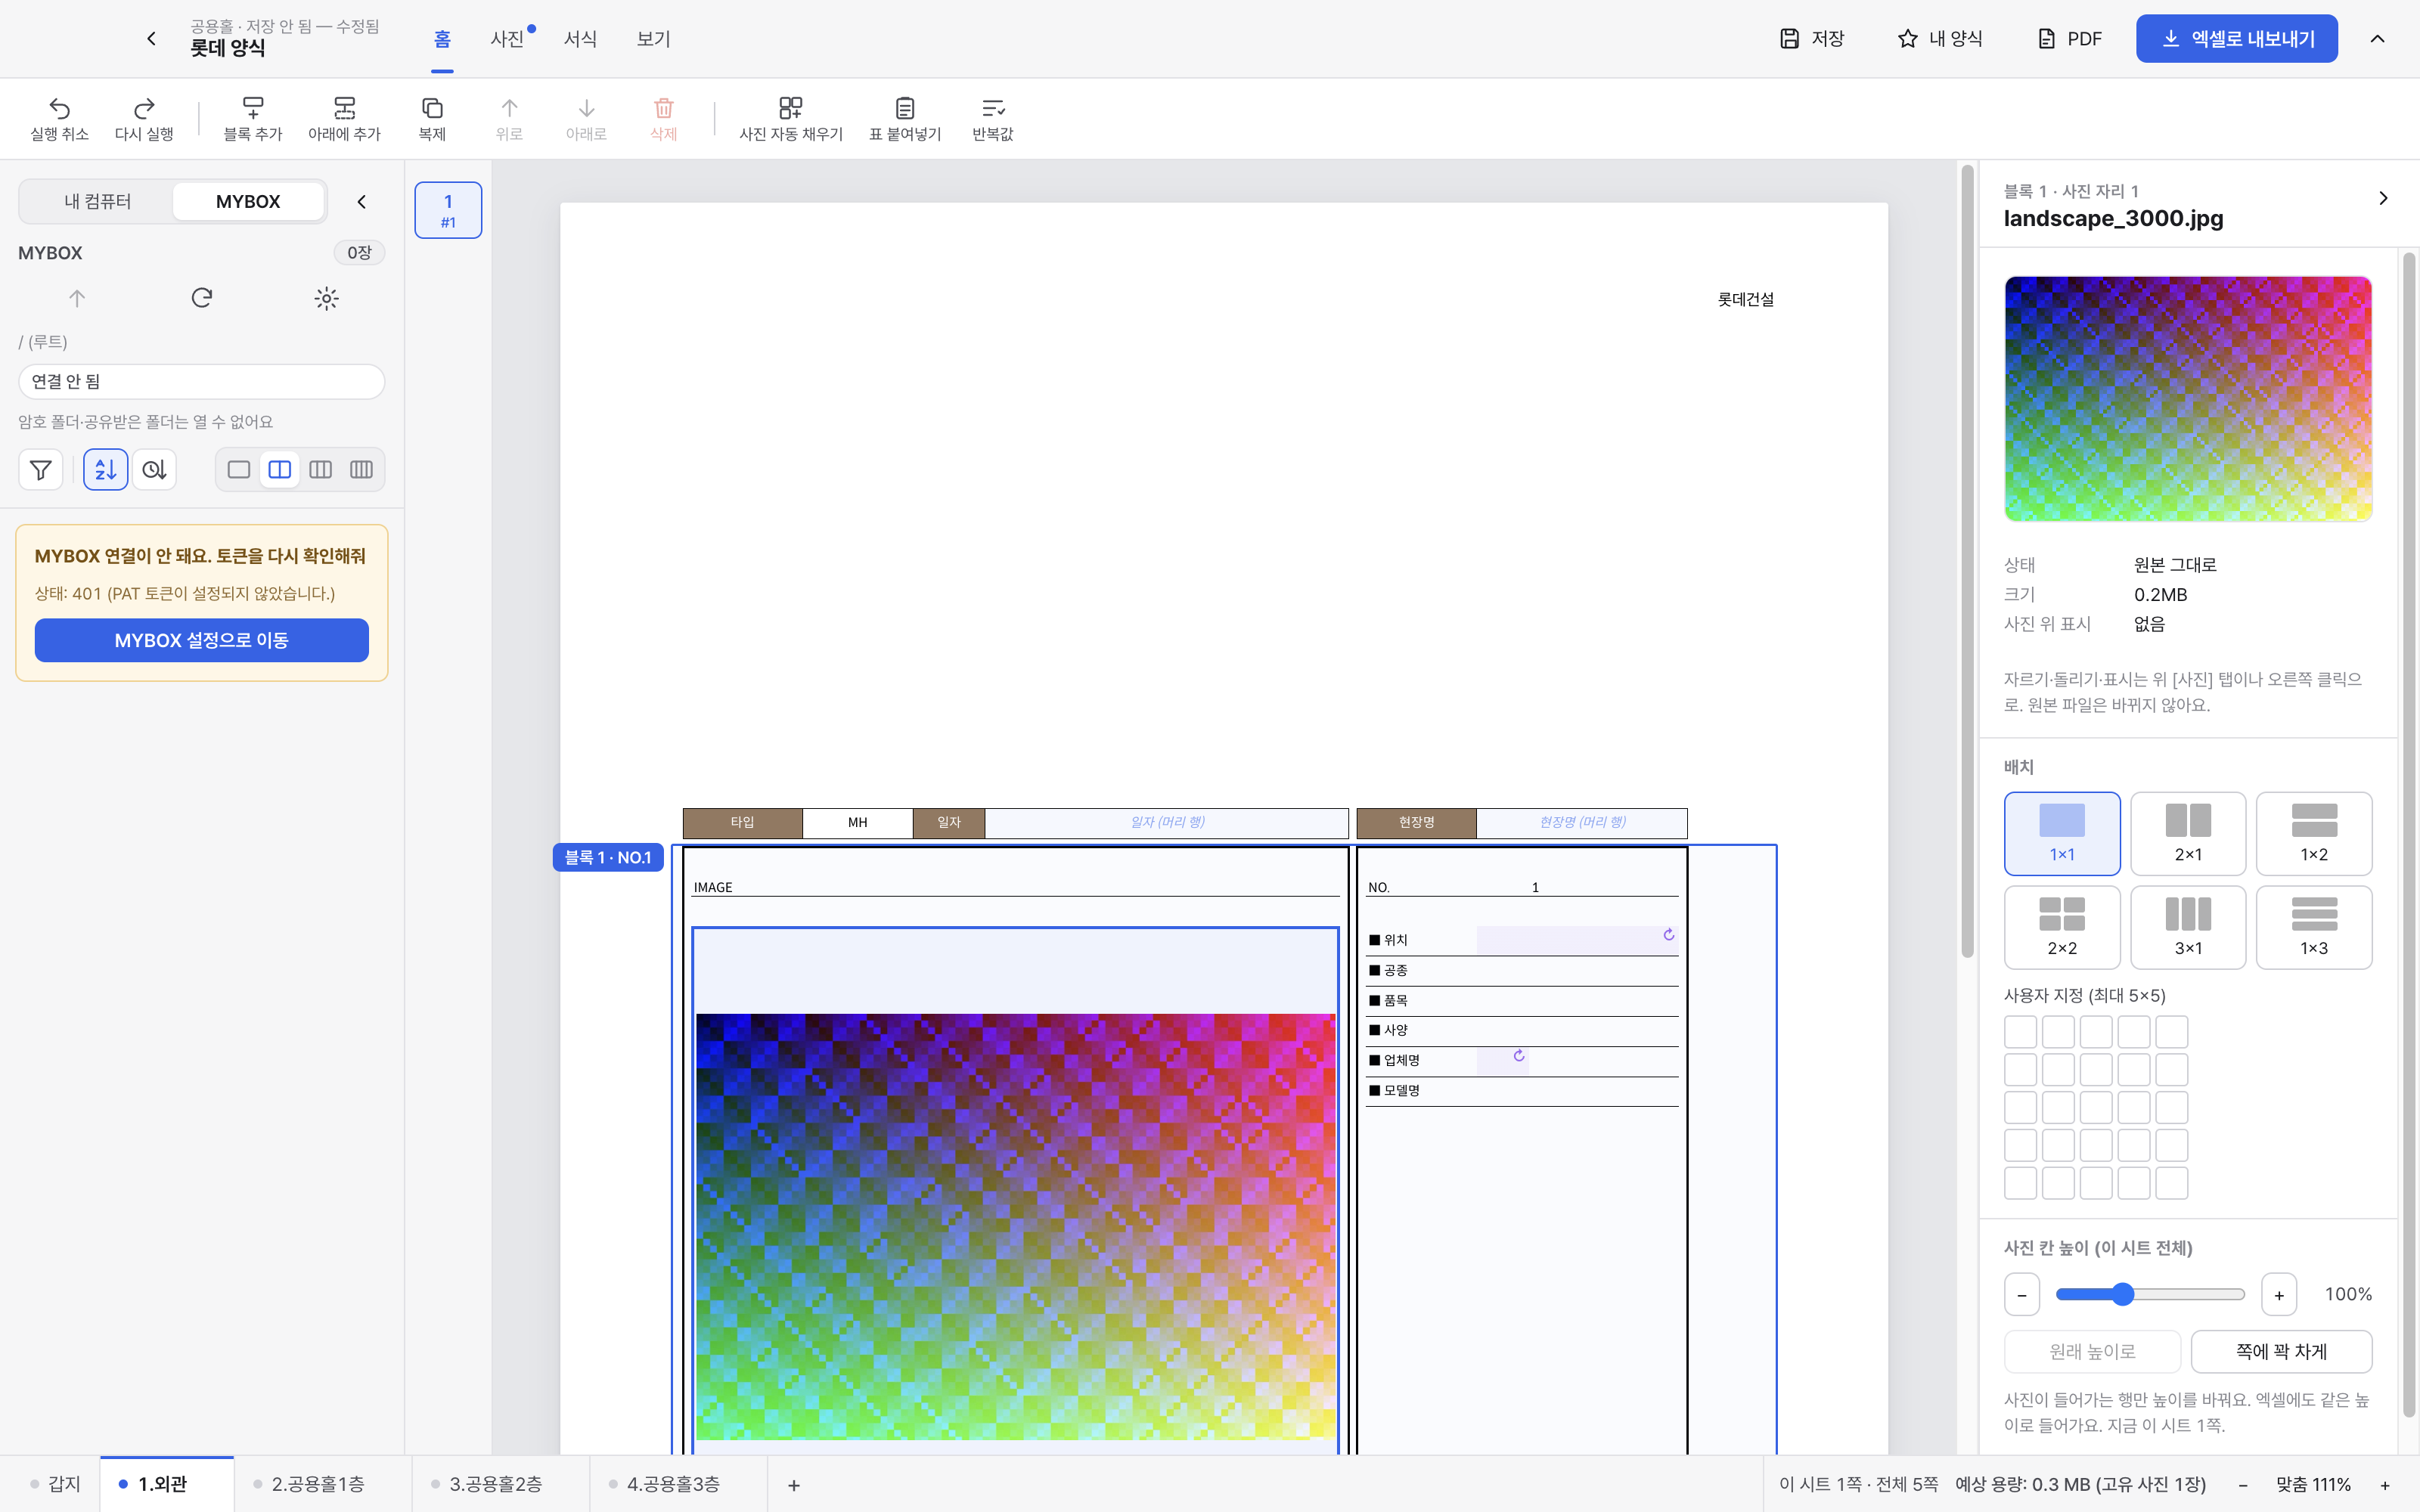 공용홀 · 저장 안 됨 — 수정됨
롯데 양식
홈
사진
서식
보기
저장
내 양식
PDF
엑셀로 내보내기
실행 취소
다시 실행
블록 추가
아래에 추가
복제
위로
아래로
삭제
사진 자동 채우기
표 붙여넣기
반복값
내 컴퓨터
MYBOX
MYBOX
0장
/ (루트)
연결 안 됨
암호 폴더·공유받은 폴더는 열 수 없어요
MYBOX 연결이 안 돼요. 토큰을 다시 확인해줘
상태: 401 (PAT 토큰이 설정되지 않았습니다.)
MYBOX 설정으로 이동
1
#1
롯데건설
타입
MH
일자
일자 (머리 행)
현장명
현장명 (머리 행)
블록 1 · NO.1
IMAGE
NO.
1
■ 위치
■ 공종
■ 품목
■ 사양
■ 업체명
■ 모델명
블록 1 · 사진 자리 1
landscape_3000.jpg
상태
원본 그대로
크기
0.2MB
사진 위 표시
없음
자르기·돌리기·표시는 위 [사진] 탭이나 오른쪽 클릭으
로. 원본 파일은 바뀌지 않아요.
배치
1×1
2×1
1×2
2×2
3×1
1×3
사용자 지정 (최대 5×5)
사진 칸 높이 (이 시트 전체)
−
+
100%
원래 높이로
쪽에 꽉 차게
사진이 들어가는 행만 높이를 바꿔요. 엑셀에도 같은 높
이로 들어가요. 지금 이 시트 1쪽.
갑지
1.외관
2.공용홀1층
3.공용홀2층
4.공용홀3층
+
이 시트 1쪽 · 전체 5쪽
예상 용량: 0.3 MB (고유 사진 1장)
−
맞춤 111%
+